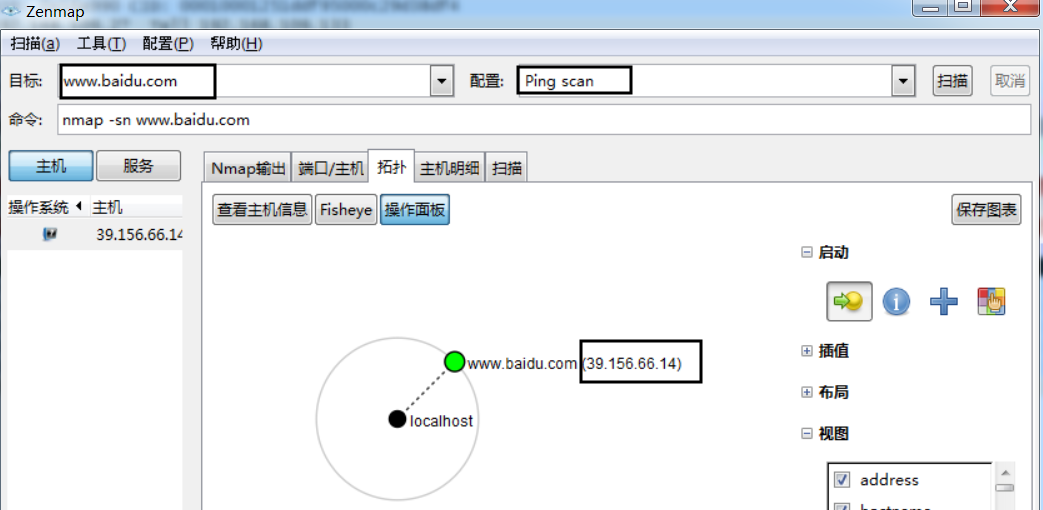 Zenmap
扫描(a) 工具(T) 配置(P) 帮助(H)
目标: www.baidu.com 配置: Ping scan 扫描 取消
命令: nmap -sn www.baidu.com
主机 服务 Nmap输出 端口/主机 拓扑 主机明细 扫描
操作系统 主机 查看主机信息 Fisheye 操作面板 保存图表
39.156.66.14
启动
www.baidu.com (39.156.66.14)
localhost
插值
布局
视图
address